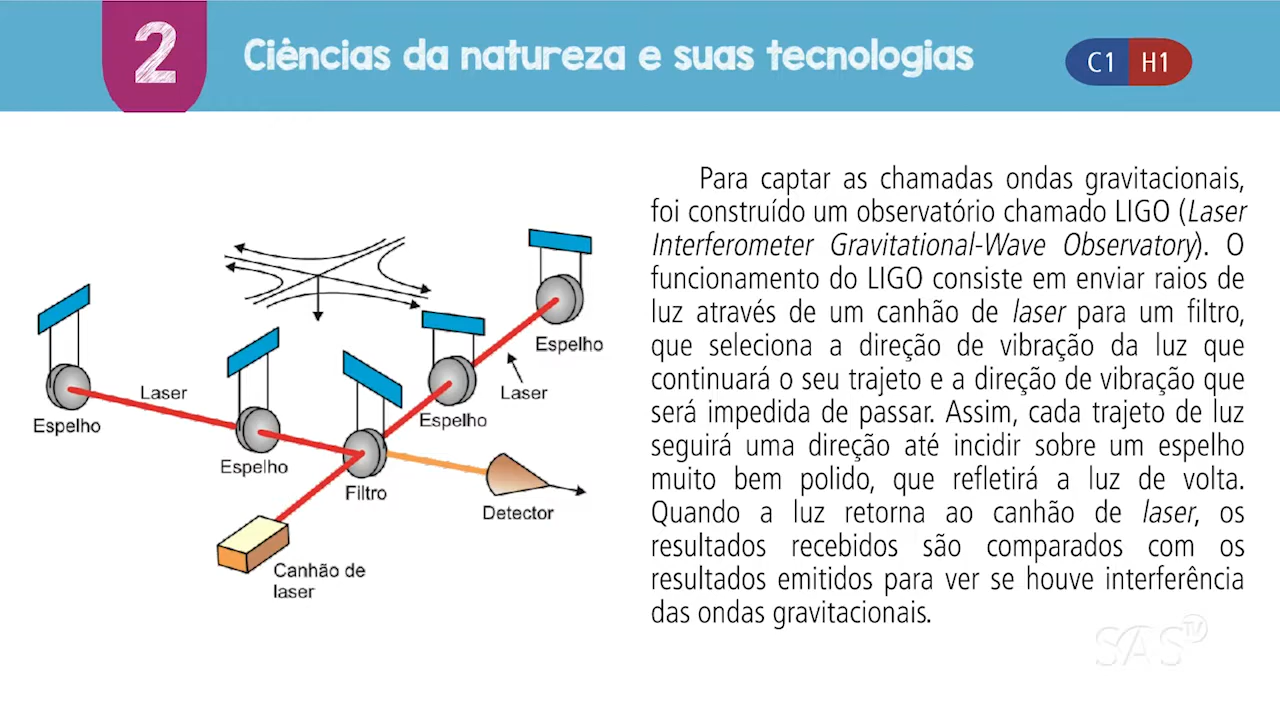 2
Ciências da natureza e suas tecnologias
C1 H1
Espelho
Laser
Espelho
Filtro
Canhão de
laser
Detector
Espelho
Laser
Espelho
Para captar as chamadas ondas gravitacionais,
foi construído um observatório chamado LIGO (Laser
Interferometer Gravitational-Wave Observatory). O
funcionamento do LIGO consiste em enviar raios de
luz através de um canhão de laser para um filtro,
que seleciona a direção de vibração da luz que
continuará o seu trajeto e a direção de vibração que
será impedida de passar. Assim, cada trajeto de luz
seguirá uma direção até incidir sobre um espelho
muito bem polido, que refletirá a luz de volta.
Quando a luz retorna ao canhão de laser, os
resultados recebidos são comparados com os
resultados emitidos para ver se houve interferência
das ondas gravitacionais.
SAS TV